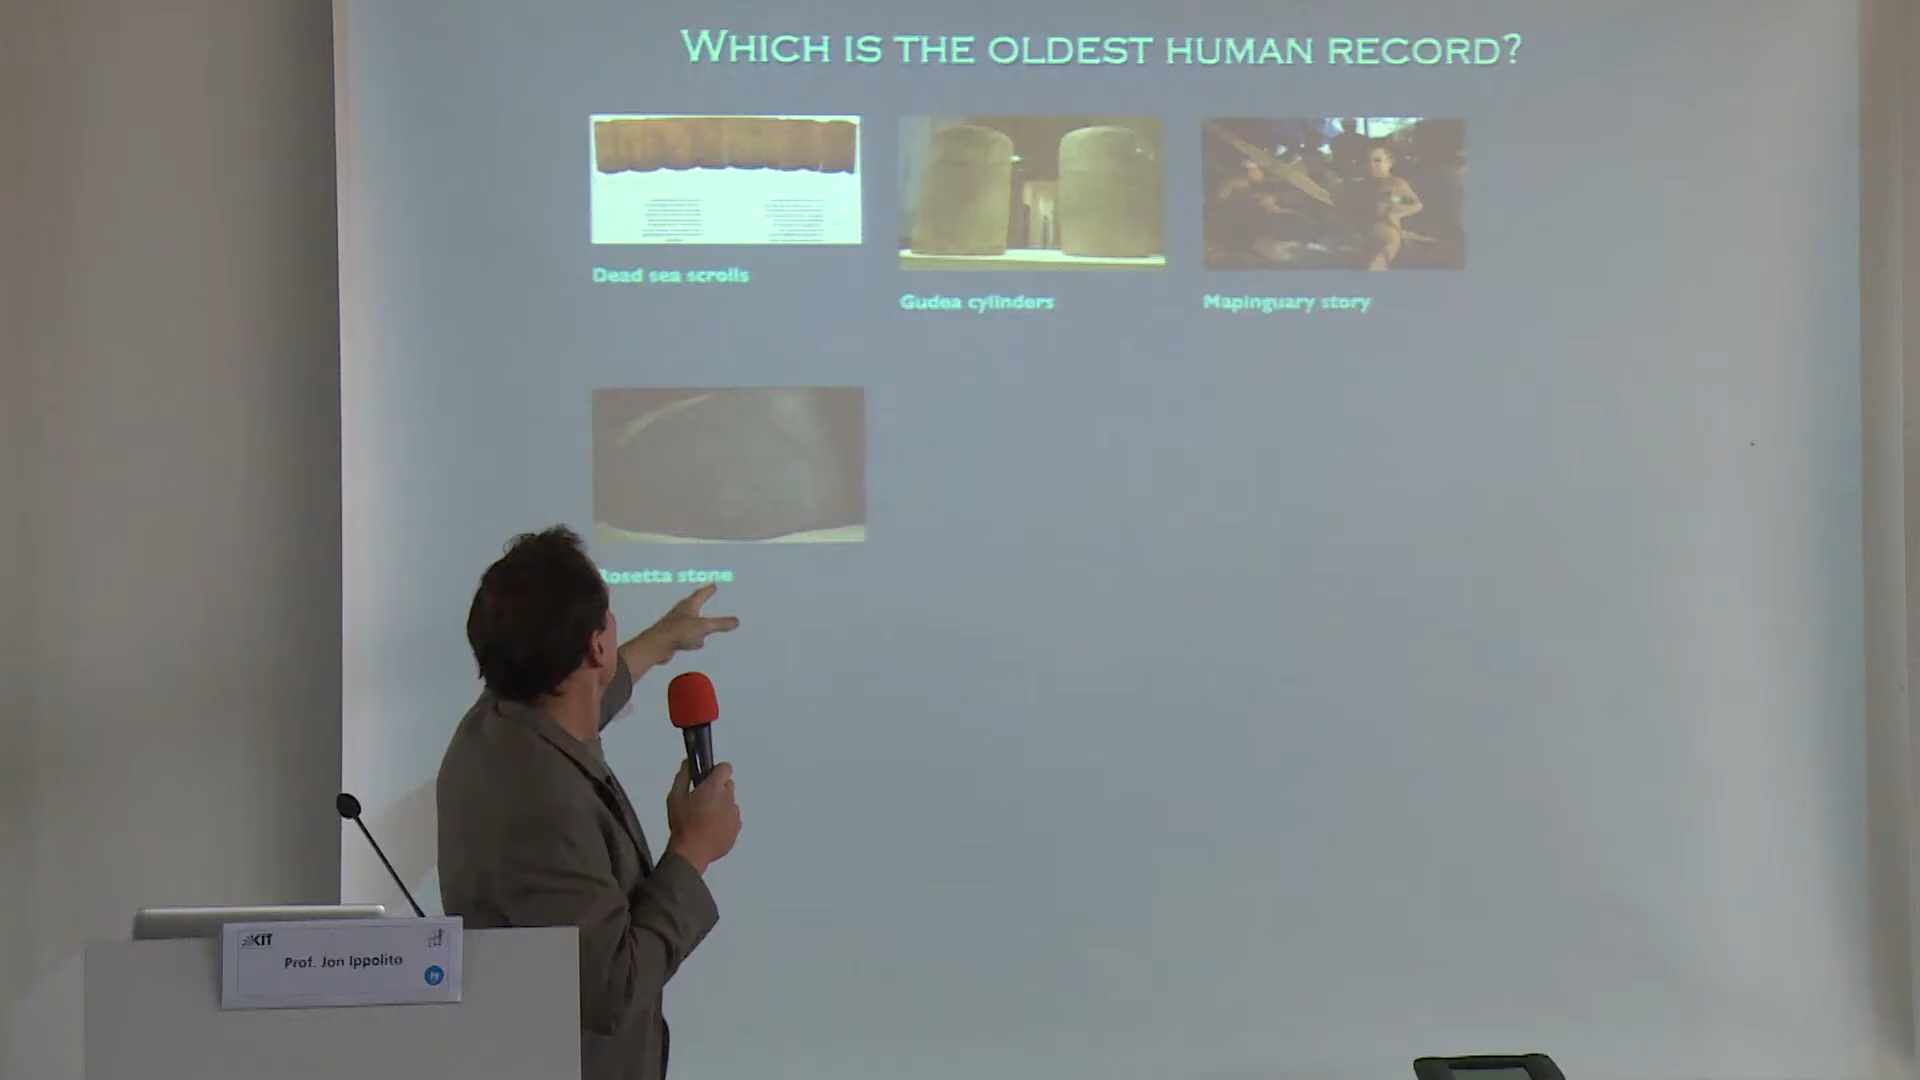 WHICH IS THE OLDEST HUMAN RECORD?
Dead sea scrolls
Gudea cylinders
Mapinguary story
Rosetta stone
KIT
Prof. Jon Ippolito